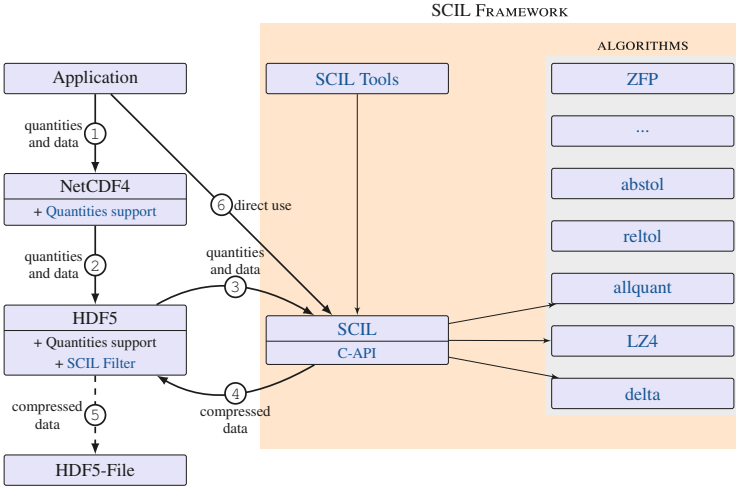 SCIL FRAMEWORK
ALGORITHMS
Application
SCIL Tools
ZFP
quantities
and data
1
...
NetCDF4
+ Quantities support
abstol
6 direct use
reltol
quantities
and data
2
quantities
and data
3
allquant
HDF5
+ Quantities support
+ SCIL Filter
SCIL
C-API
LZ4
delta
4
compressed
data
compressed
data
5
HDF5-File